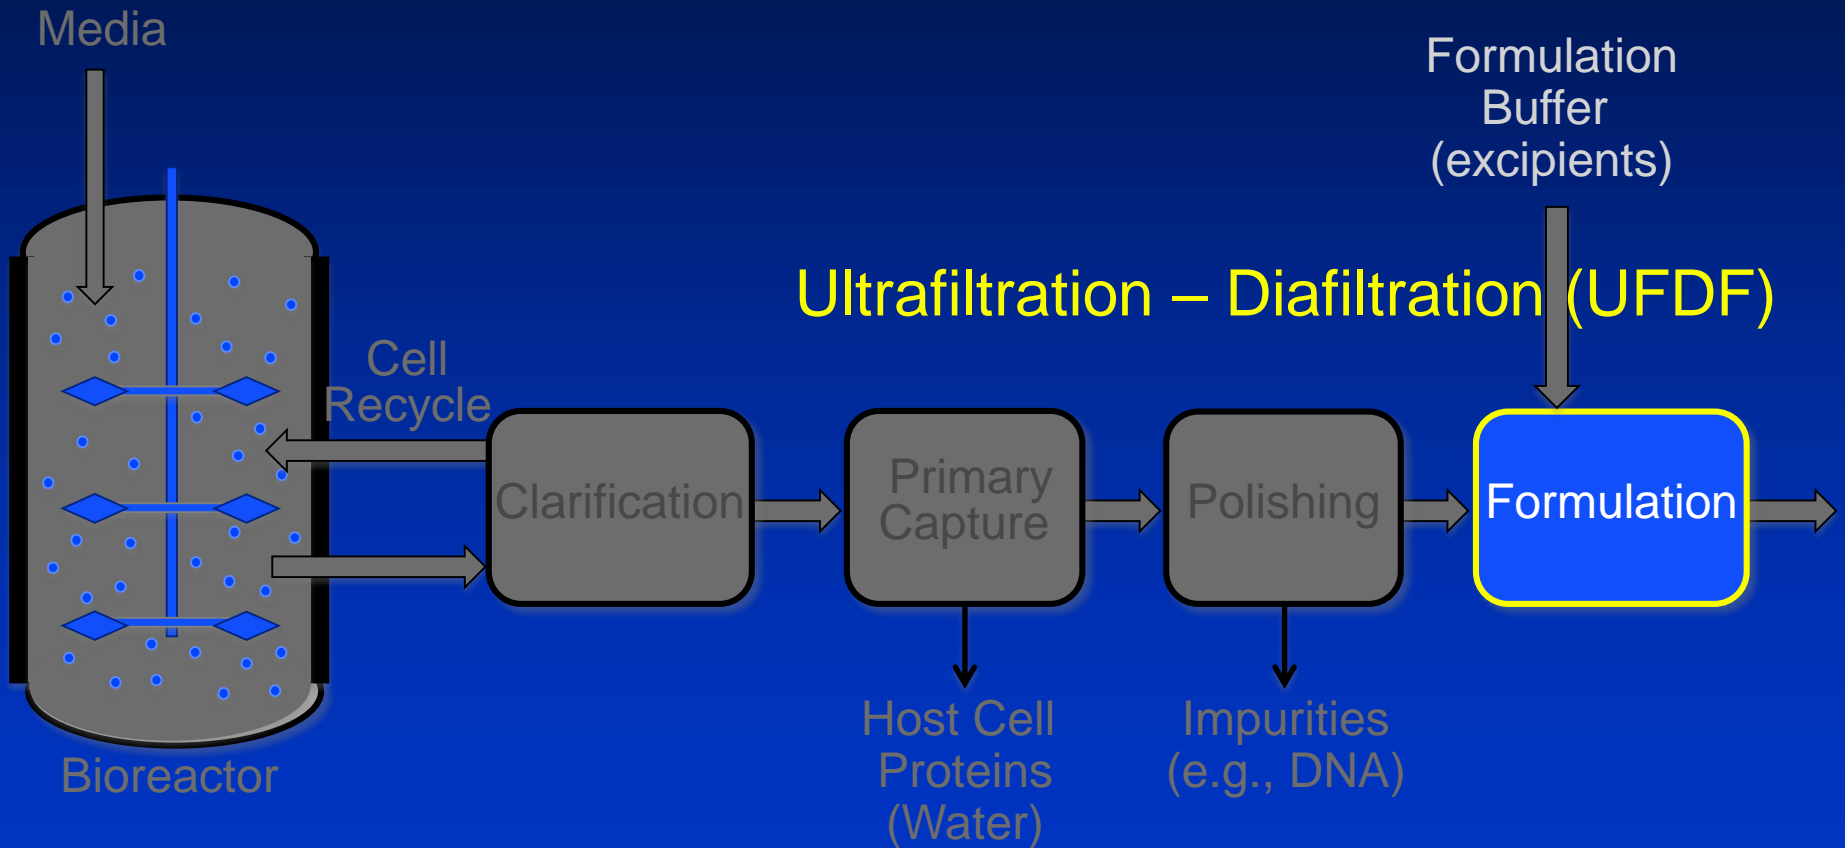 Media
Formulation
Buffer
(excipients)
Ultrafiltration – Diafiltration (UFDF)
Cell
Recycle
Clarification
Primary
Capture
Polishing
Formulation
Host Cell
Proteins
(Water)
Impurities
(e.g., DNA)
Bioreactor